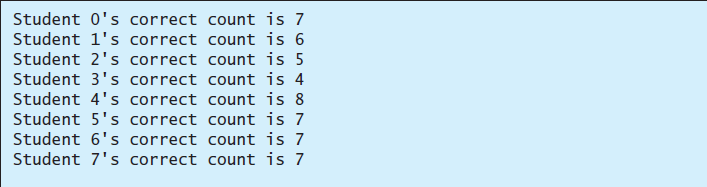 Student 0's correct count is 7
Student 1's correct count is 6
Student 2's correct count is 5
Student 3's correct count is 4
Student 4's correct count is 8
Student 5's correct count is 7
Student 6's correct count is 7
Student 7's correct count is 7